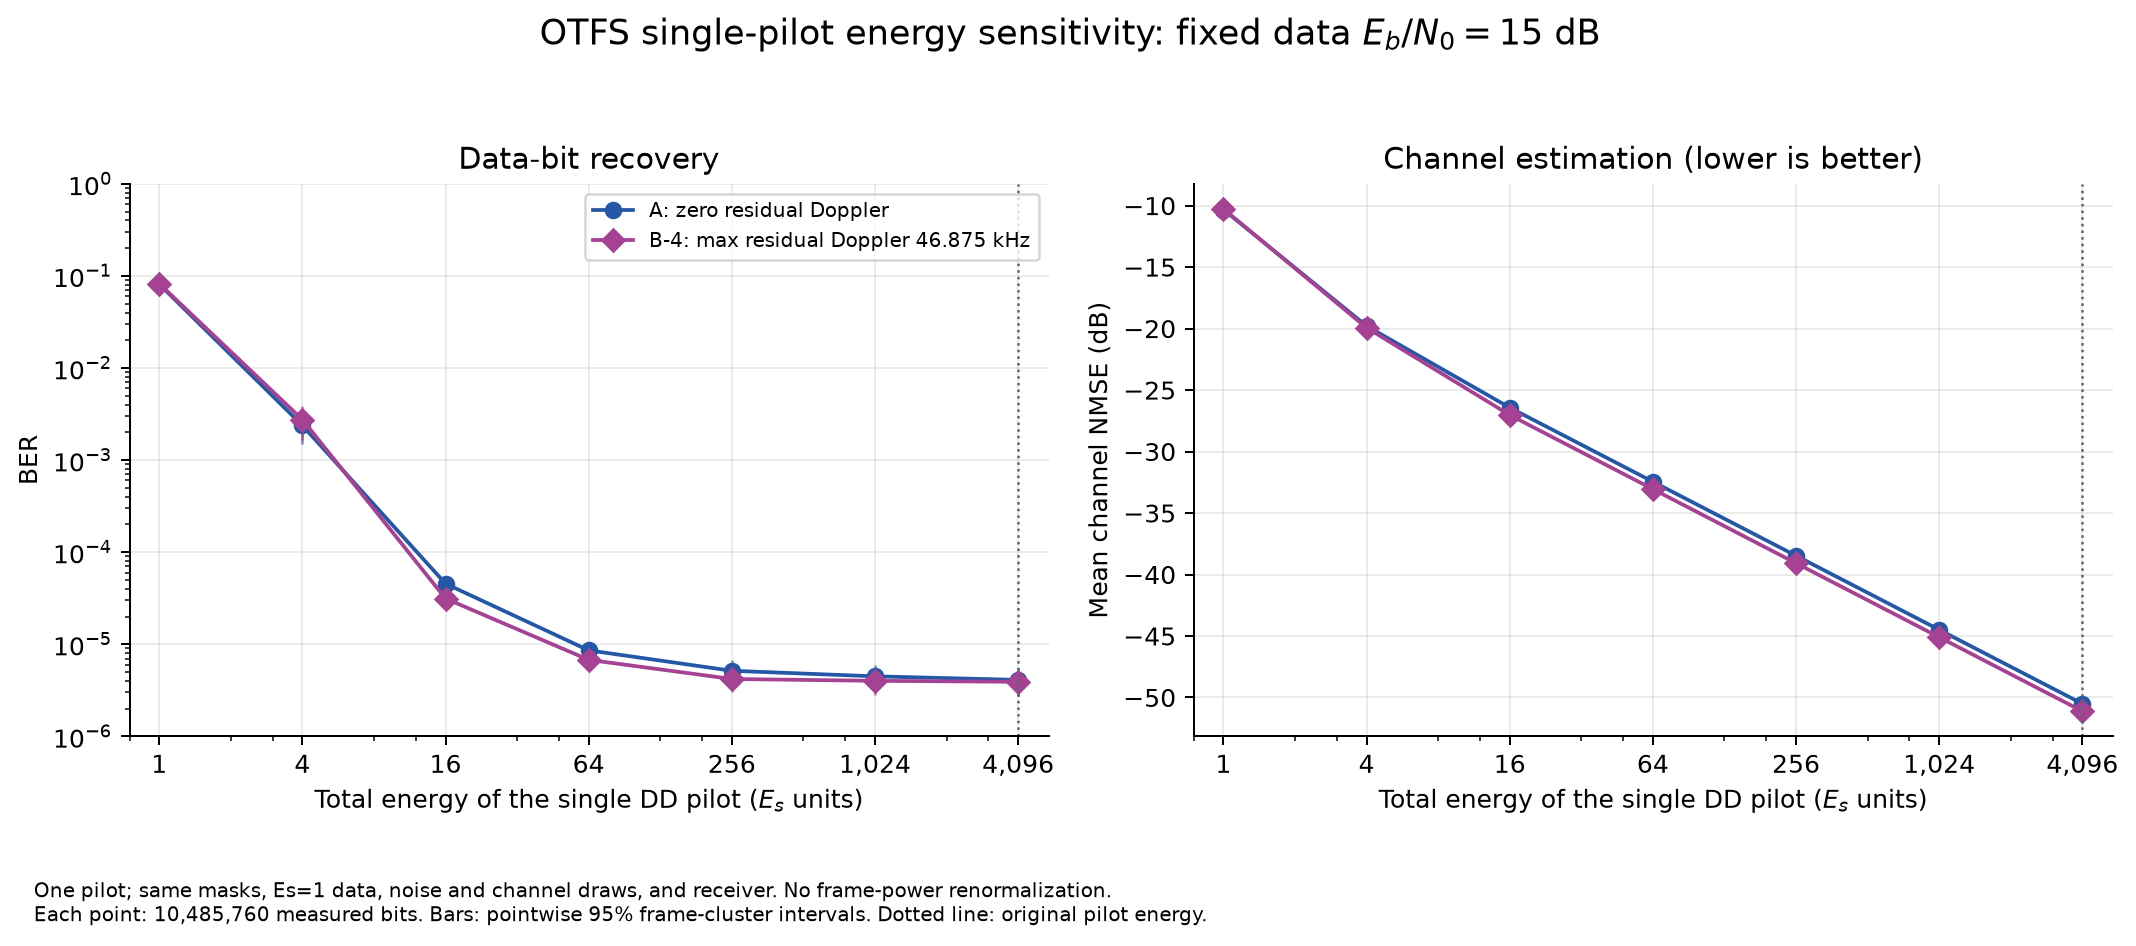 OTFS single-pilot energy sensitivity: fixed data $E_b/N_0 = 15$ dB
Data-bit recovery
BER
10⁰
10⁻¹
10⁻²
10⁻³
10⁻⁴
10⁻⁵
10⁻⁶
A: zero residual Doppler
B-4: max residual Doppler 46.875 kHz
1 4 16 64 256 1,024 4,096
Total energy of the single DD pilot ($E_s$ units)
Channel estimation (lower is better)
Mean channel NMSE (dB)
−10
−15
−20
−25
−30
−35
−40
−45
−50
1 4 16 64 256 1,024 4,096
Total energy of the single DD pilot ($E_s$ units)
One pilot; same masks, Es=1 data, noise and channel draws, and receiver. No frame-power renormalization.
Each point: 10,485,760 measured bits. Bars: pointwise 95% frame-cluster intervals. Dotted line: original pilot energy.